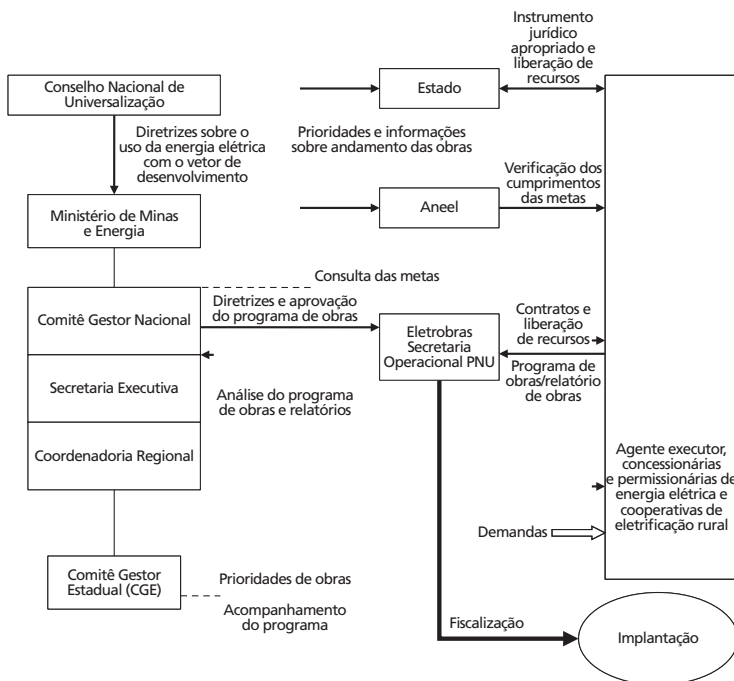 Conselho Nacional de
Universalização
Diretrizes sobre o
uso da energia elétrica
com o vetor de
desenvolvimento
Ministério de Minas
e Energia
Comitê Gestor Nacional
Secretaria Executiva
Coordenadoria Regional
Comitê Gestor
Estadual (CGE)
Prioridades de obras
Acompanhamento
do programa
Consulta das metas
Diretrizes e aprovação
do programa de obras
Análise do programa
de obras e relatórios
Estado
Prioridades e informações
sobre andamento das obras
Aneel
Eletrobras
Secretaria
Operacional PNU
Instrumento
jurídico
apropriado e
liberação de
recursos
Verificação dos
cumprimentos
das metas
Contratos e
liberação
de recursos
Programa de
obras/relatório
de obras
Agente executor,
concessionárias
e permissionárias de
energia elétrica e
cooperativas de
eletrificação rural
Demandas
Fiscalização
Implantação